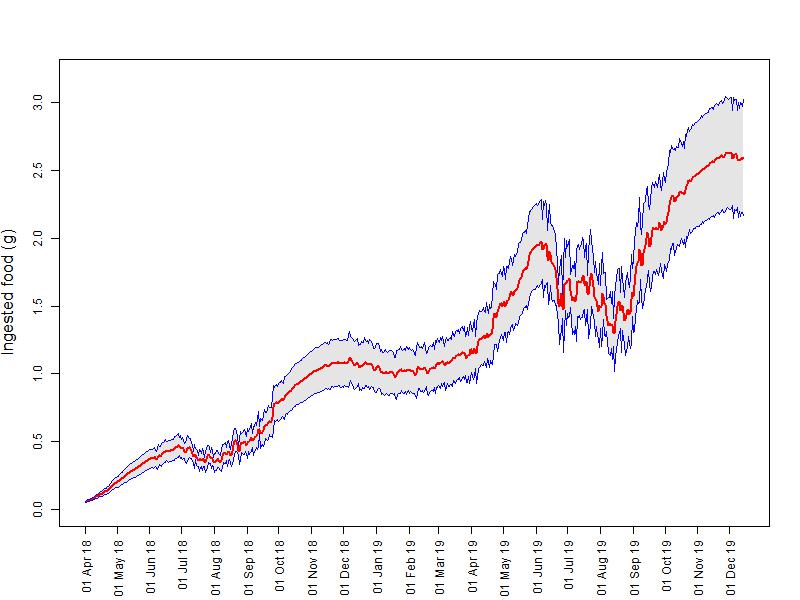 Ingested food (g)
3.0
2.5
2.0
1.5
1.0
0.5
0.0
01 Apr 18
01 May 18
01 Jun 18
01 Jul 18
01 Aug 18
01 Sep 18
01 Oct 18
01 Nov 18
01 Dec 18
01 Jan 19
01 Feb 19
01 Mar 19
01 Apr 19
01 May 19
01 Jun 19
01 Jul 19
01 Aug 19
01 Sep 19
01 Oct 19
01 Nov 19
01 Dec 19